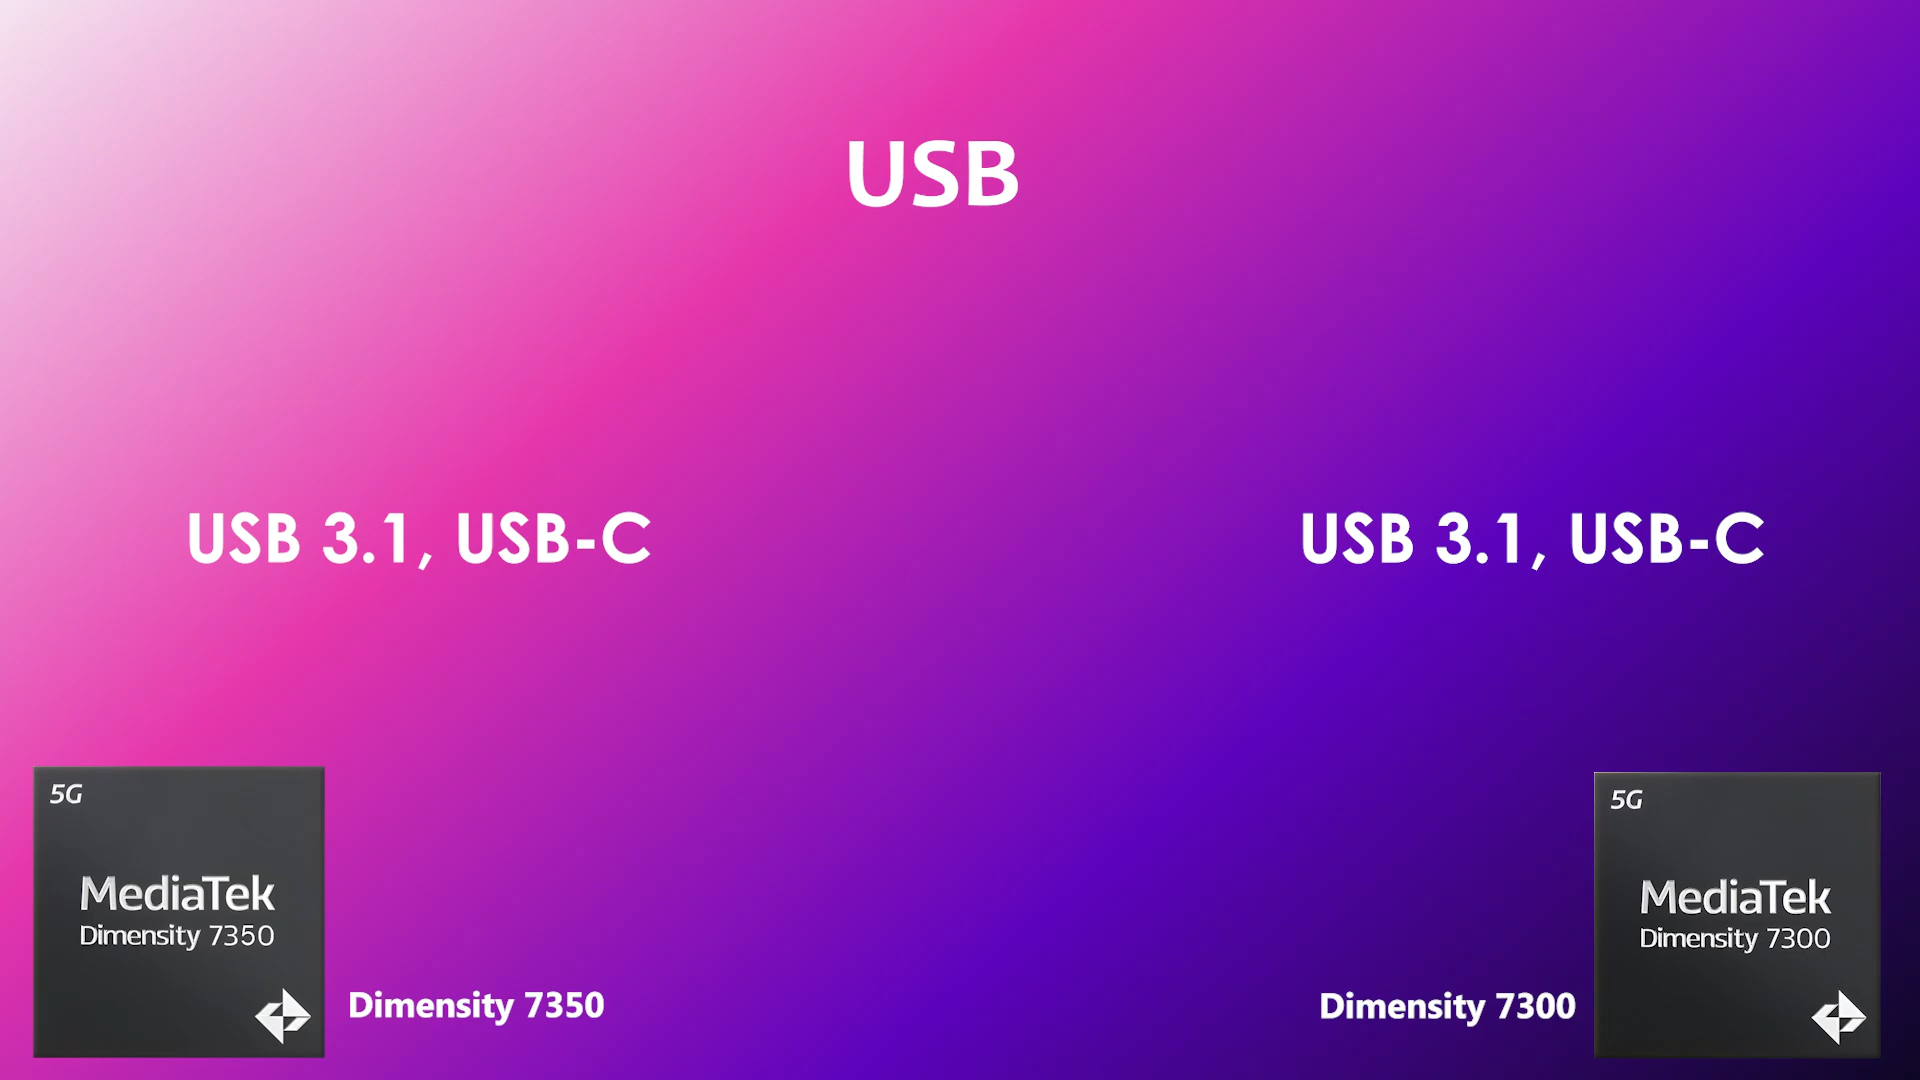 USB
USB 3.1, USB-C
USB 3.1, USB-C
5G
MediaTek
Dimensity 7350
Dimensity 7350
Dimensity 7300
5G
MediaTek
Dimensity 7300